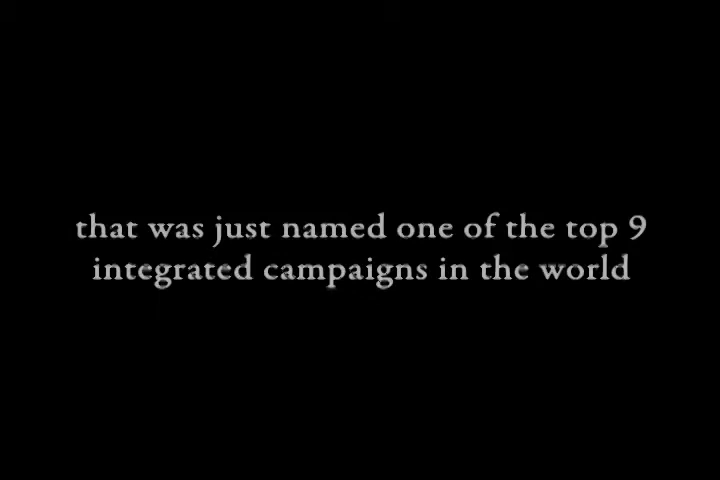 that was just named one of the top 9
integrated campaigns in the world